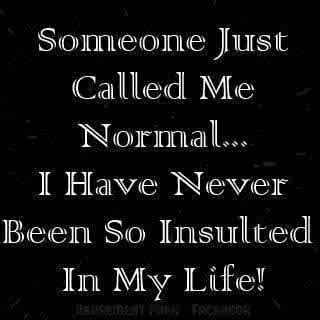 Someone Just
Called Me
Normal...
I Have Never
Been So Insulted
In My Life!